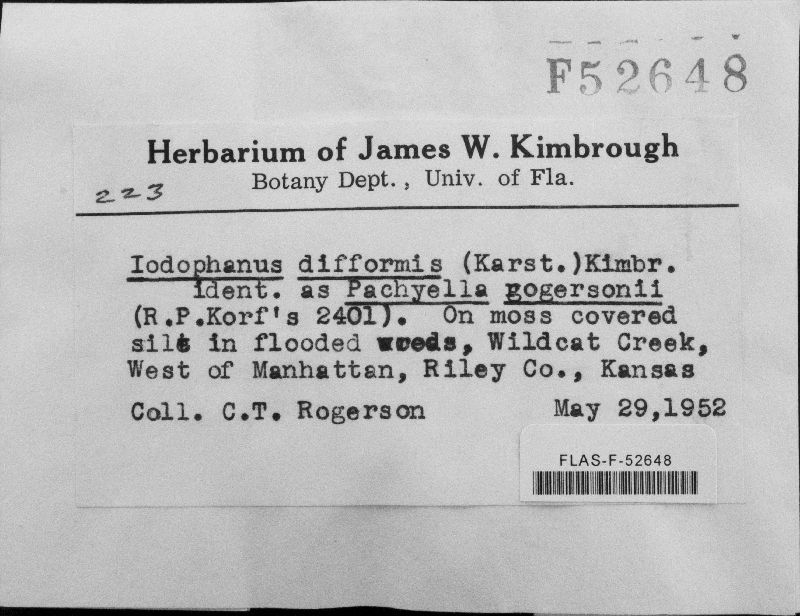 F52648
Herbarium of James W. Kimbrough
Botany Dept., Univ. of Fla.
223
Iodophanus difformis (Karst.)Kimbr.
Ident. as Pachyella gogersonii
(R.P.Korf's 2401). On moss covered
silt in flooded, Wildcat Creek,
West of Manhattan, Riley Co., Kansas
Coll. C.T. Rogerson May 29,1952
FLAS-F-52648